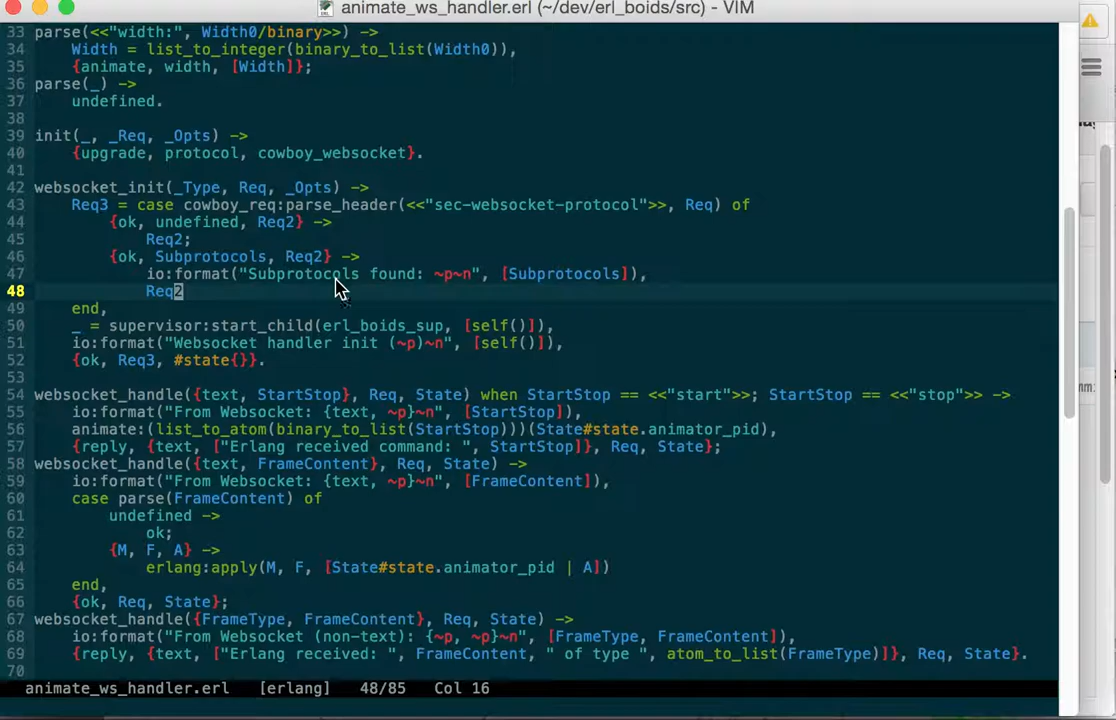 animate_ws_handler.erl (~/dev/erl_boids/src) - VIM
33 parse(<<"width:", Width0/binary>>) ->
34     Width = list_to_integer(binary_to_list(Width0)),
35     {animate, width, [Width]};
36 parse(_) ->
37     undefined.
38
39 init(_, _Req, _Opts) ->
40     {upgrade, protocol, cowboy_websocket}.
41
42 websocket_init(_Type, Req, _Opts) ->
43     Req3 = case cowboy_req:parse_header(<<"sec-websocket-protocol">>, Req) of
44         {ok, undefined, Req2} ->
45             Req2;
46         {ok, Subprotocols, Req2} ->
47             io:format("Subprotocols found: ~p~n", [Subprotocols]),
48             Req2
49     end,
50     _ = supervisor:start_child(erl_boids_sup, [self()]),
51     io:format("Websocket handler init (~p)~n", [self()]),
52     {ok, Req3, #state{}}.
53
54 websocket_handle({text, StartStop}, Req, State) when StartStop == <<"start">>; StartStop == <<"stop">> ->
55     io:format("From Websocket: {text, ~p}~n", [StartStop]),
56     animate:(list_to_atom(binary_to_list(StartStop)))(State#state.animator_pid),
57     {reply, {text, ["Erlang received command: ", StartStop]}, Req, State};
58 websocket_handle({text, FrameContent}, Req, State) ->
59     io:format("From Websocket: {text, ~p}~n", [FrameContent]),
60     case parse(FrameContent) of
61         undefined ->
62             ok;
63         {M, F, A} ->
64             erlang:apply(M, F, [State#state.animator_pid | A])
65     end,
66     {ok, Req, State};
67 websocket_handle({FrameType, FrameContent}, Req, State) ->
68     io:format("From Websocket (non-text): {~p, ~p}~n", [FrameType, FrameContent]),
69     {reply, {text, ["Erlang received: ", FrameContent, " of type ", atom_to_list(FrameType)]}, Req, State}.
70
animate_ws_handler.erl [erlang] 48/85 Col 16